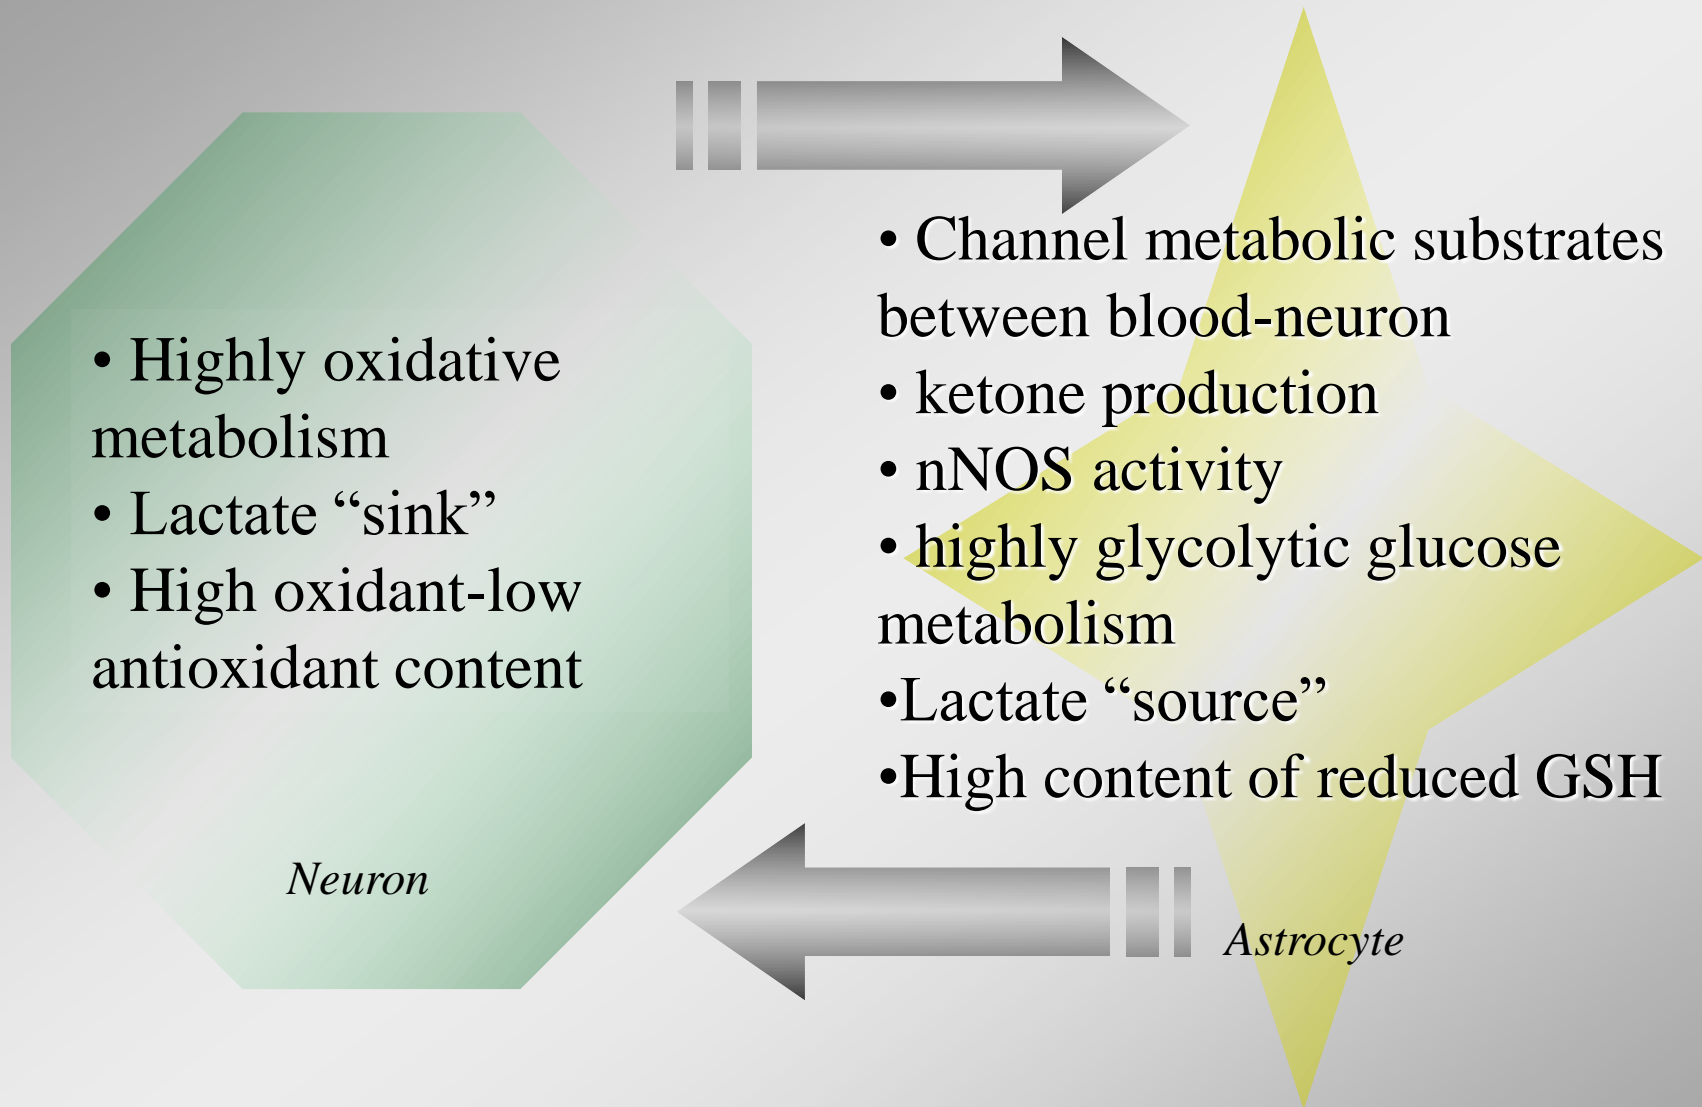 • Highly oxidative
metabolism
• Lactate “sink”
• High oxidant-low
antioxidant content
Neuron
• Channel metabolic substrates
between blood-neuron
• ketone production
• nNOS activity
• highly glycolytic glucose
metabolism
•Lactate “source”
•High content of reduced GSH
Astrocyte